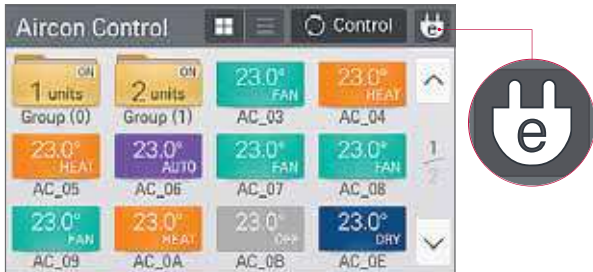 Aircon Control
Control
e
ON
1 units
Group (0)
ON
2 units
Group (1)
23.0°
FAN
AC_03
23.0°
HEAT
AC_04
23.0°
HEAT
AC_05
23.0°
AUTO
AC_06
23.0°
FAN
AC_07
23.0°
FAN
AC_08
1
2
23.0°
FAN
AC_09
23.0°
HEAT
AC_0A
23.0°
OFF
AC_0B
23.0°
DRY
AC_0E
e